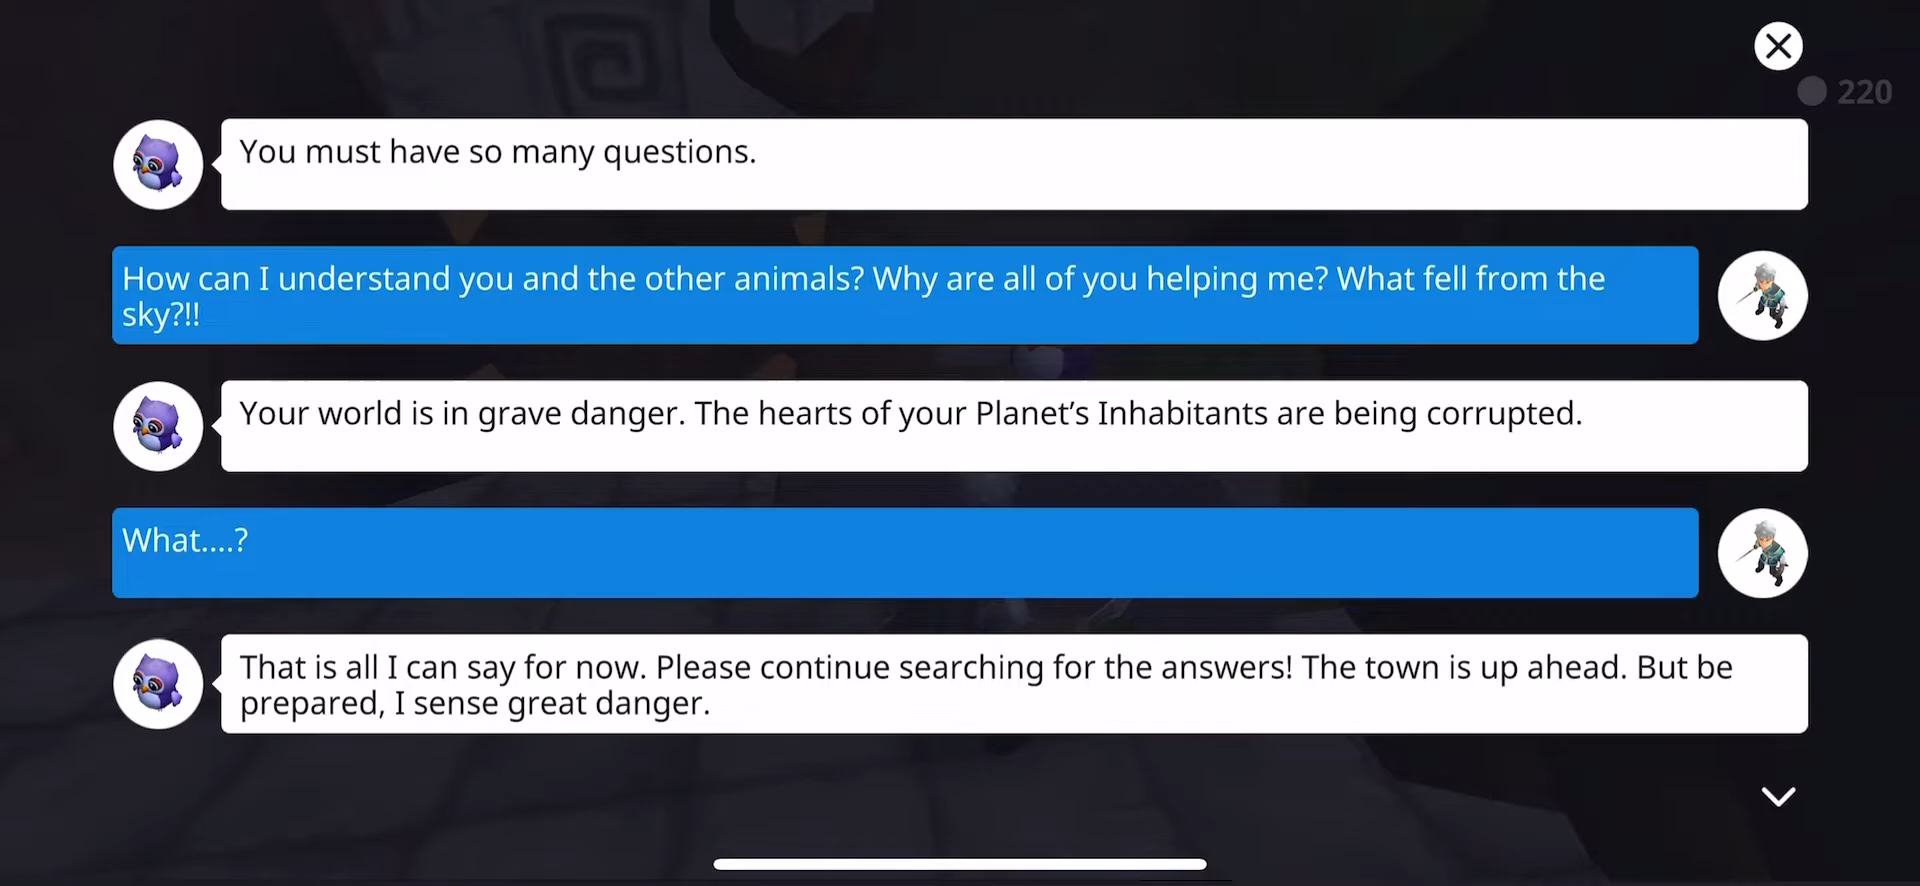 220
You must have so many questions.
How can I understand you and the other animals? Why are all of you helping me? What fell from the
sky?!!
Your world is in grave danger. The hearts of your Planet’s Inhabitants are being corrupted.
What....?
That is all I can say for now. Please continue searching for the answers! The town is up ahead. But be
prepared, I sense great danger.